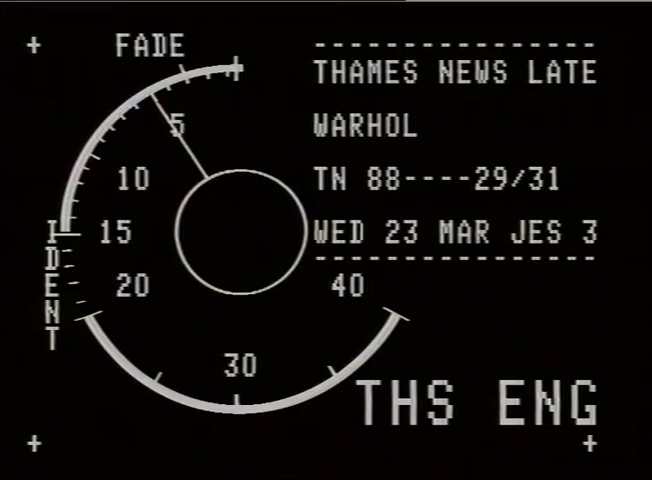 FADE
5
10
15
20
30
40
IDENT
----------------
THAMES NEWS LATE
WARHOL
TN 88----29/31
WED 23 MAR JES 3
----------------
THS ENG